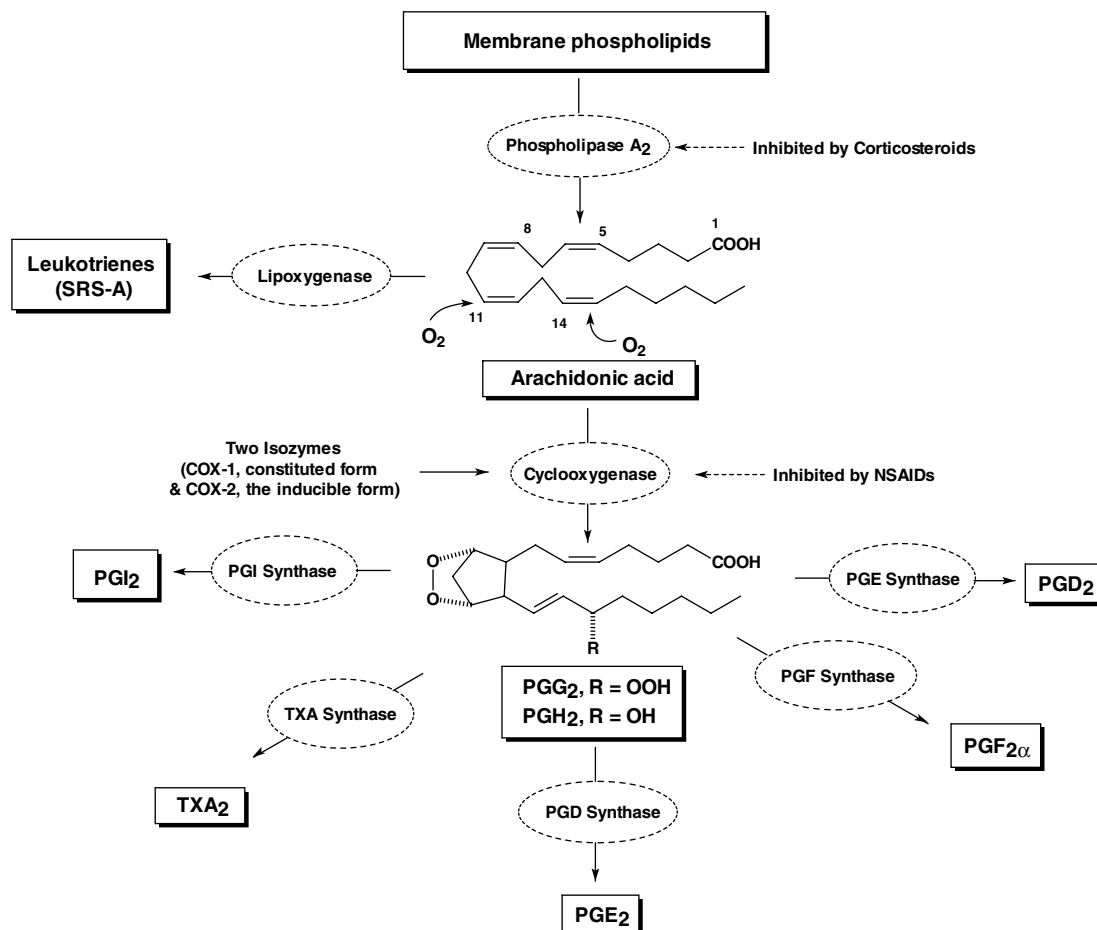 Membrane phospholipids
Phospholipase A2
Inhibited by Corticosteroids
1
8
5
COOH
Leukotrienes
(SRS-A)
Lipoxygenase
11
14
O2
O2
Arachidonic acid
Two Isozymes
(COX-1, constituted form
& COX-2, the inducible form)
Cyclooxygenase
Inhibited by NSAIDs
PGI2
PGI Synthase
O
O
COOH
PGE Synthase
PGD2
R
PGG2, R = OOH
PGH2, R = OH
PGF Synthase
TXA Synthase
PGF2α
TXA2
PGD Synthase
PGE2